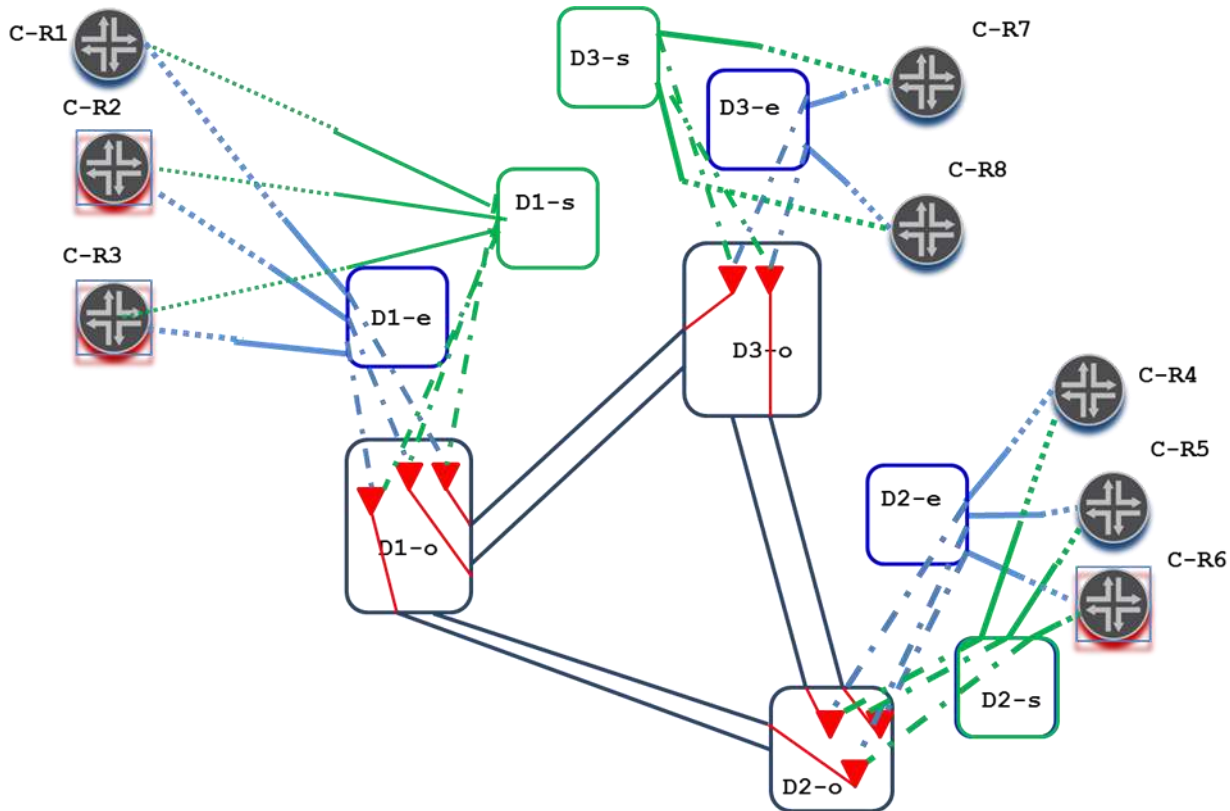 C-R1
C-R2
C-R3
D1-s
D1-e
D1-o
D3-s
D3-e
D3-o
C-R7
C-R8
C-R4
C-R5
C-R6
D2-e
D2-s
D2-o